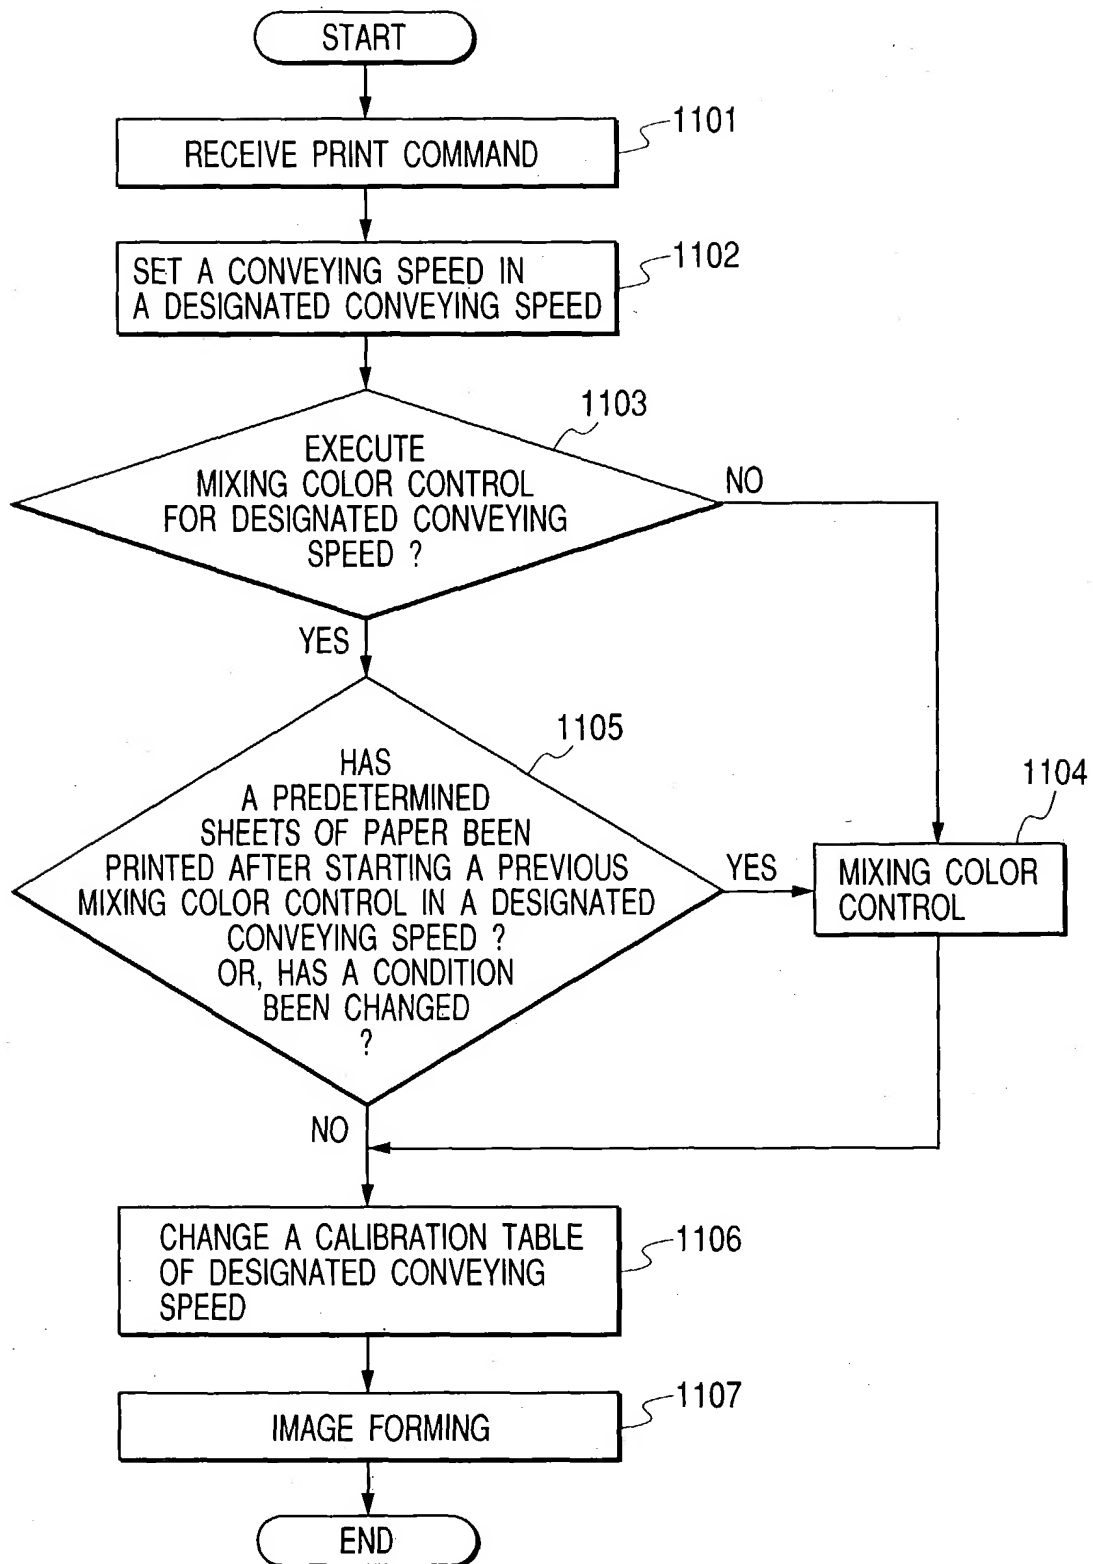 START
1101
RECEIVE PRINT COMMAND
1102
SET A CONVEYING SPEED IN
A DESIGNATED CONVEYING SPEED
1103
EXECUTE
MIXING COLOR CONTROL
FOR DESIGNATED CONVEYING
SPEED ?
NO
YES
1105
HAS
A PREDETERMINED
SHEETS OF PAPER BEEN
PRINTED AFTER STARTING A PREVIOUS
MIXING COLOR CONTROL IN A DESIGNATED
CONVEYING SPEED ?
OR, HAS A CONDITION
BEEN CHANGED
?
YES
1104
MIXING COLOR
CONTROL
NO
1106
CHANGE A CALIBRATION TABLE
OF DESIGNATED CONVEYING
SPEED
1107
IMAGE FORMING
END